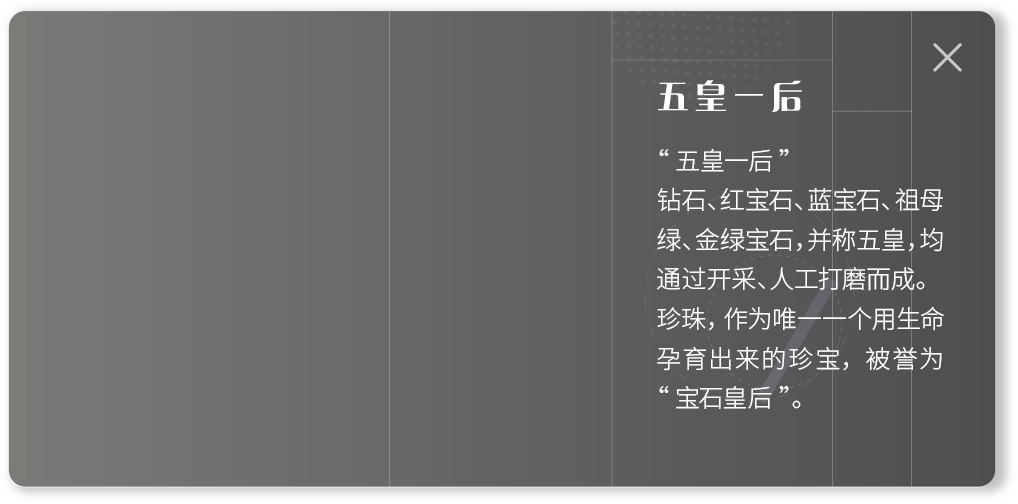 五皇一后
“五皇一后”
钻石、红宝石、蓝宝石、祖母
绿、金绿宝石，并称五皇，均
通过开采、人工打磨而成。
珍珠，作为唯一一个用生命
孕育出来的珍宝，被誉为
“宝石皇后”。